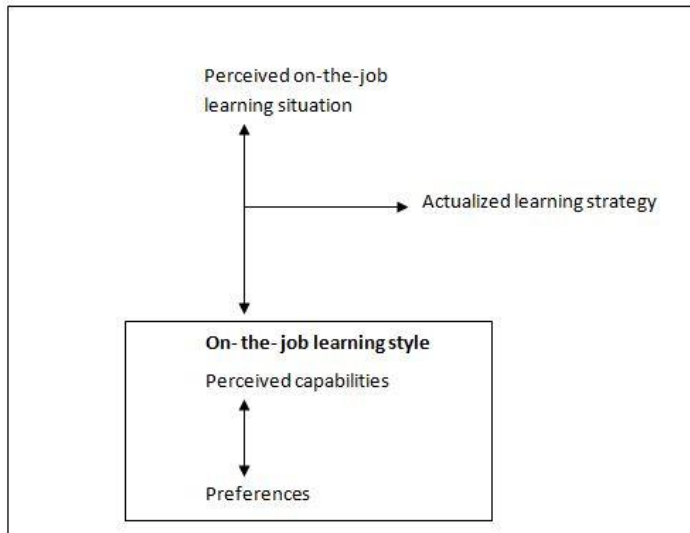 Perceived on-the-job
learning situation
Actualized learning strategy
On- the- job learning style
Perceived capabilities
Preferences